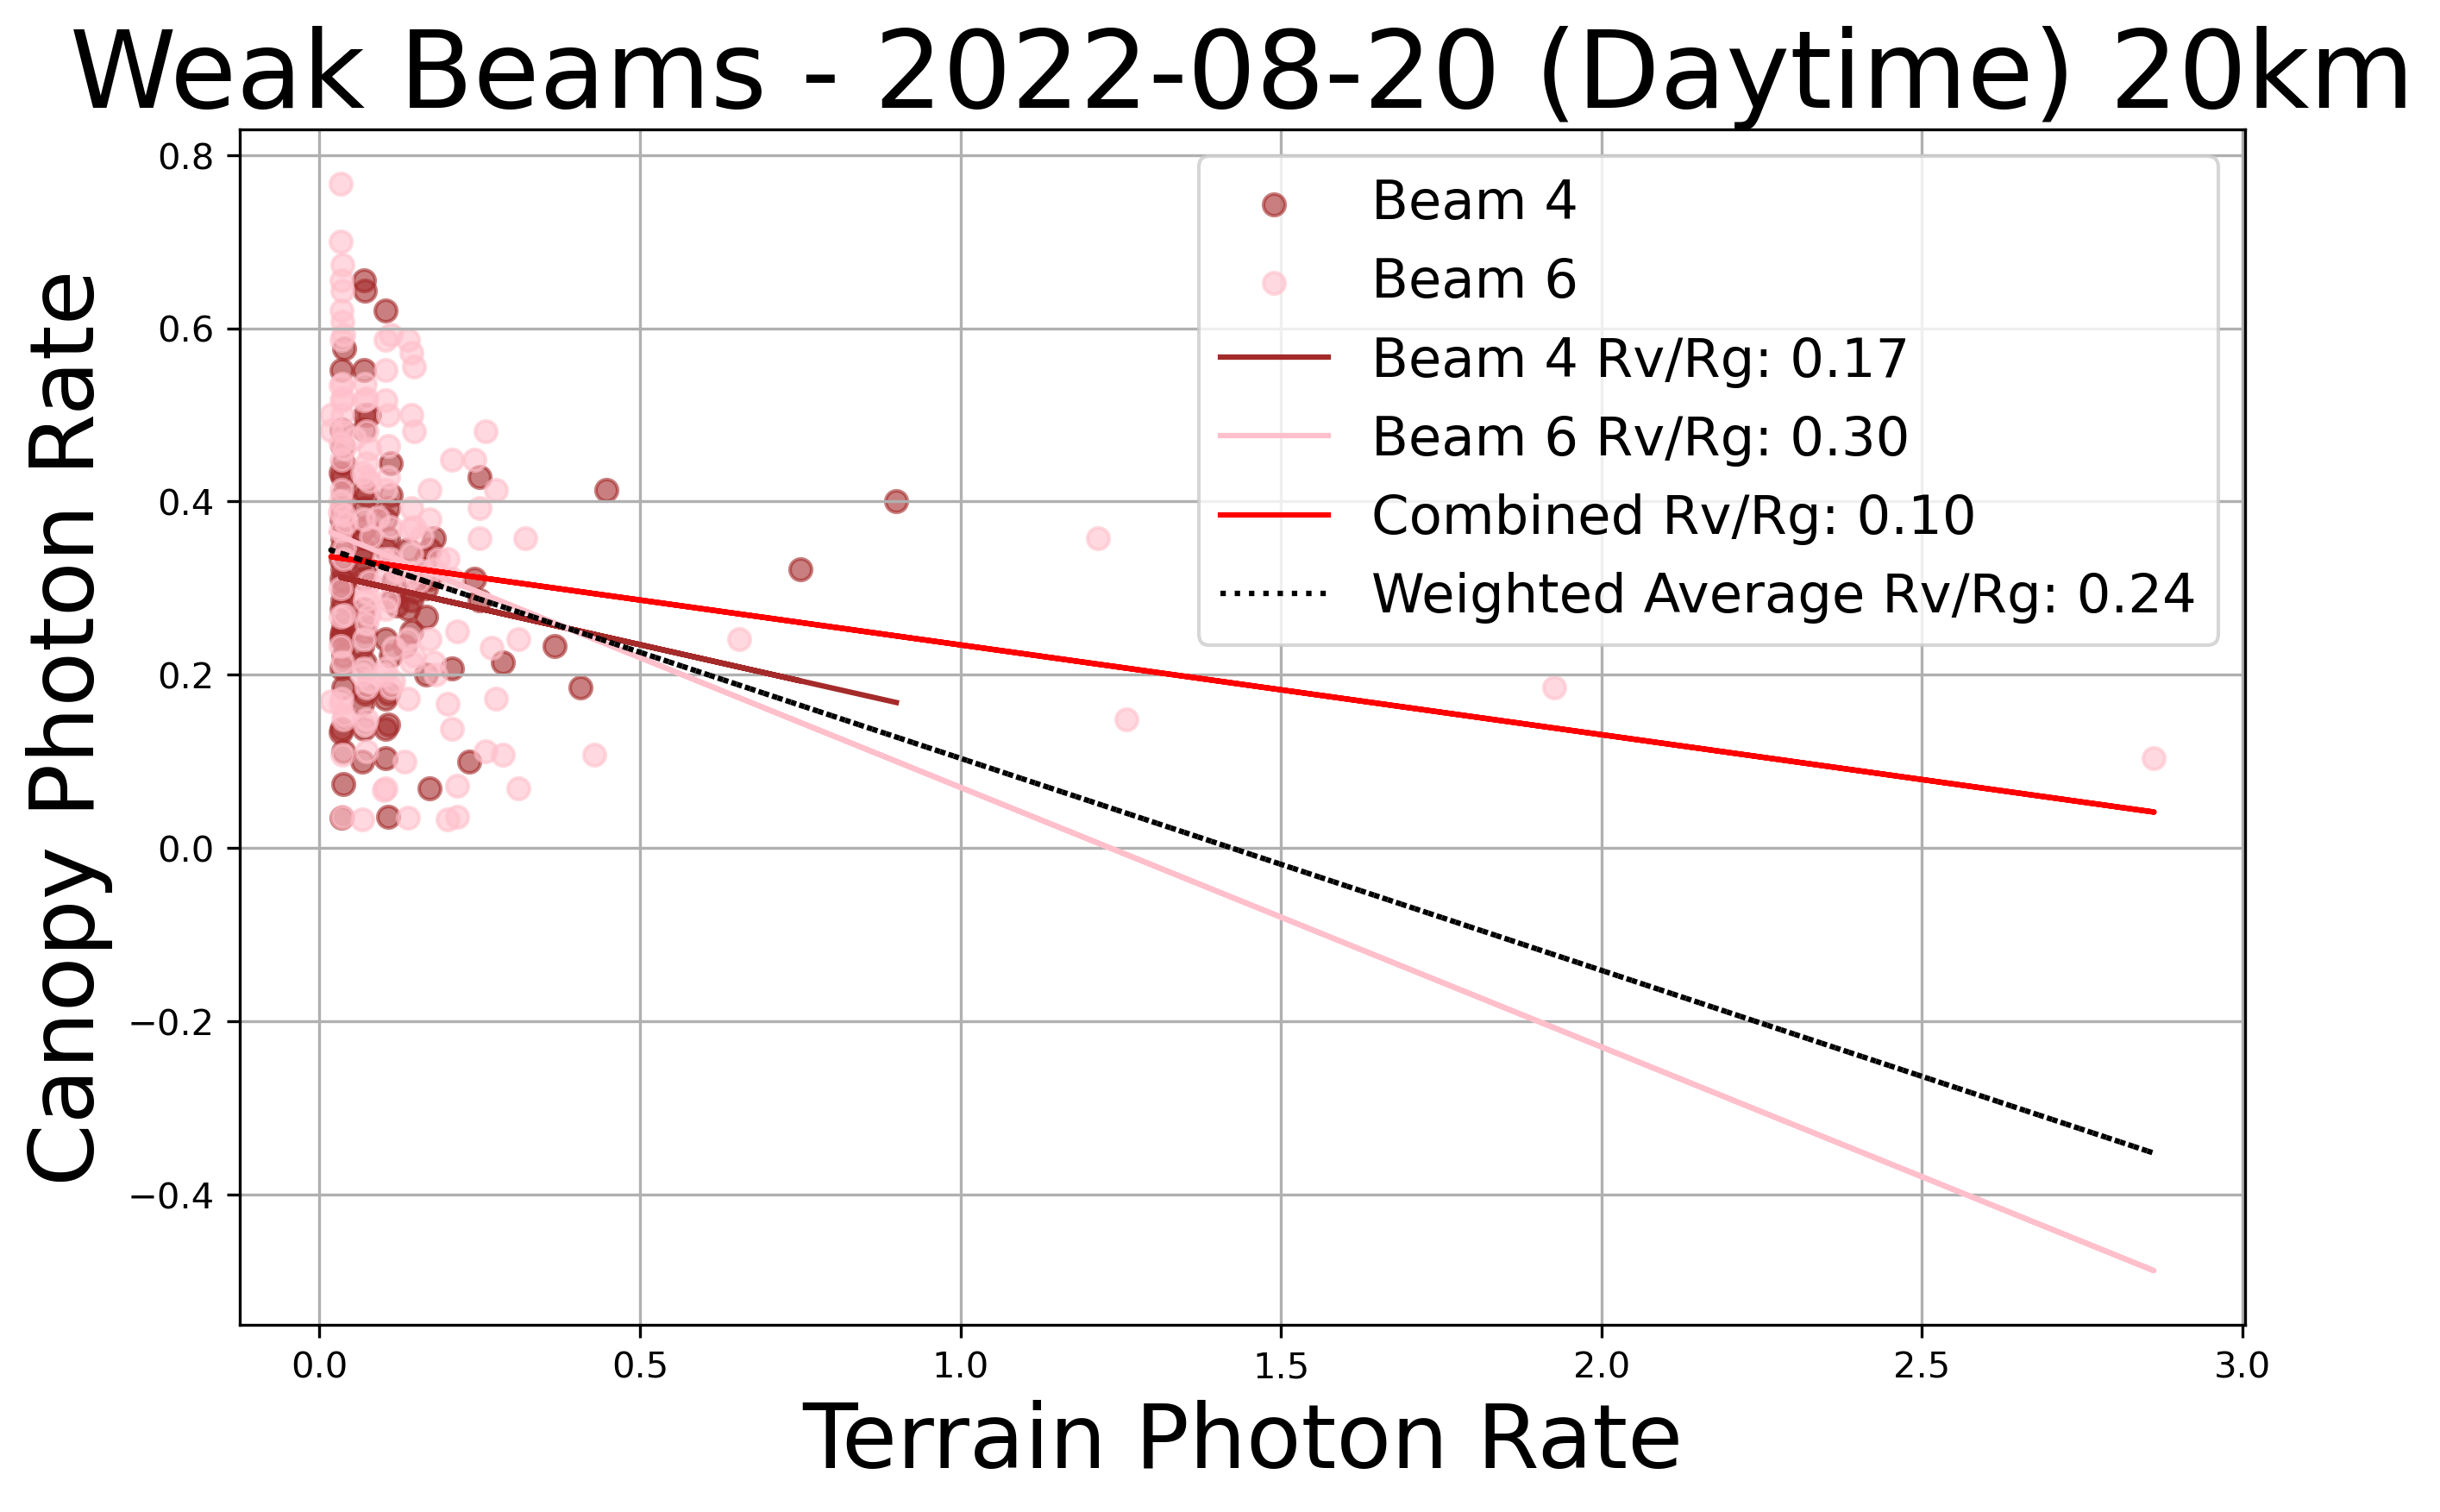 Weak Beams - 2022-08-20 (Daytime) 20km
Canopy Photon Rate
0.8
0.6
0.4
0.2
0.0
−0.2
−0.4
Beam 4
Beam 6
Beam 4 Rv/Rg: 0.17
Beam 6 Rv/Rg: 0.30
Combined Rv/Rg: 0.10
Weighted Average Rv/Rg: 0.24
0.0 0.5 1.0 1.5 2.0 2.5 3.0
Terrain Photon Rate